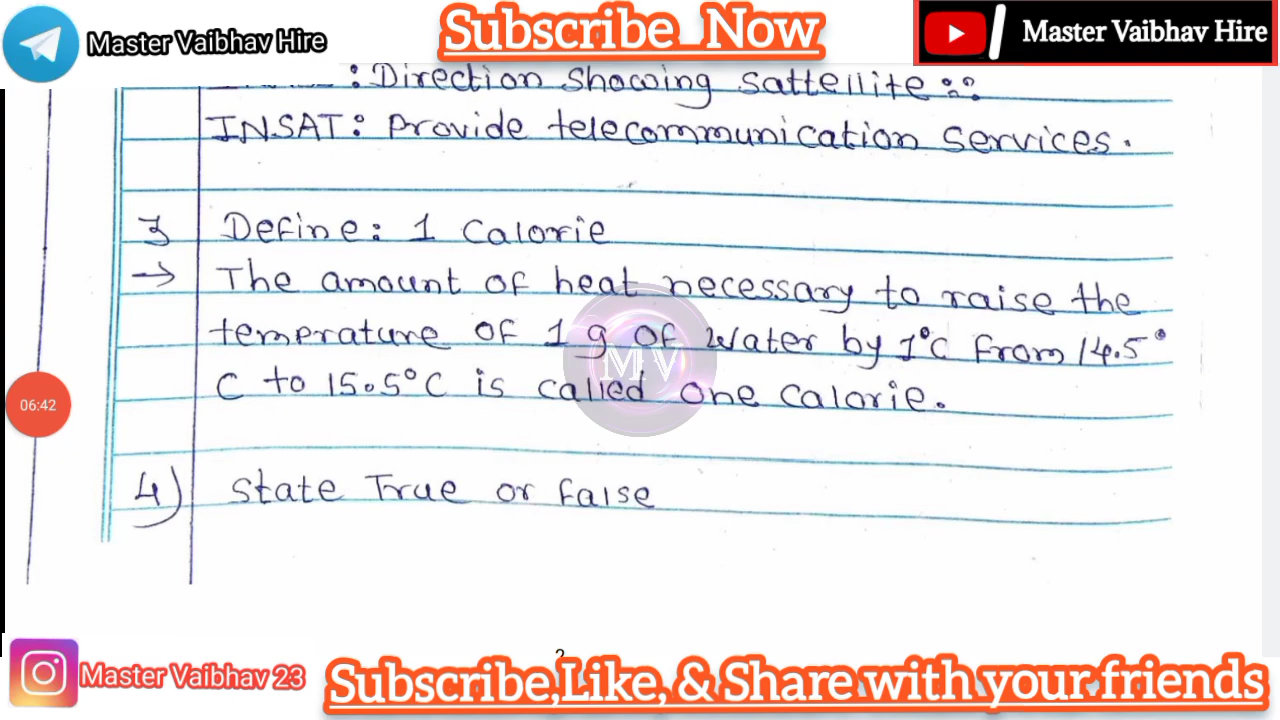 Master Vaibhav Hire
Subscribe Now
Master Vaibhav Hire
: Direction showing sattellite ::
INSAT : Provide telecommunication services.
3 Define: 1 Calorie
→ The amount of heat necessary to raise the
temprature of 1 g of water by 1°C from 14.5°
C to 15.5°C is called one calorie.
4) State True or false
MV
06:42
2
Master Vaibhav 23
Subscribe,Like, & Share with your friends